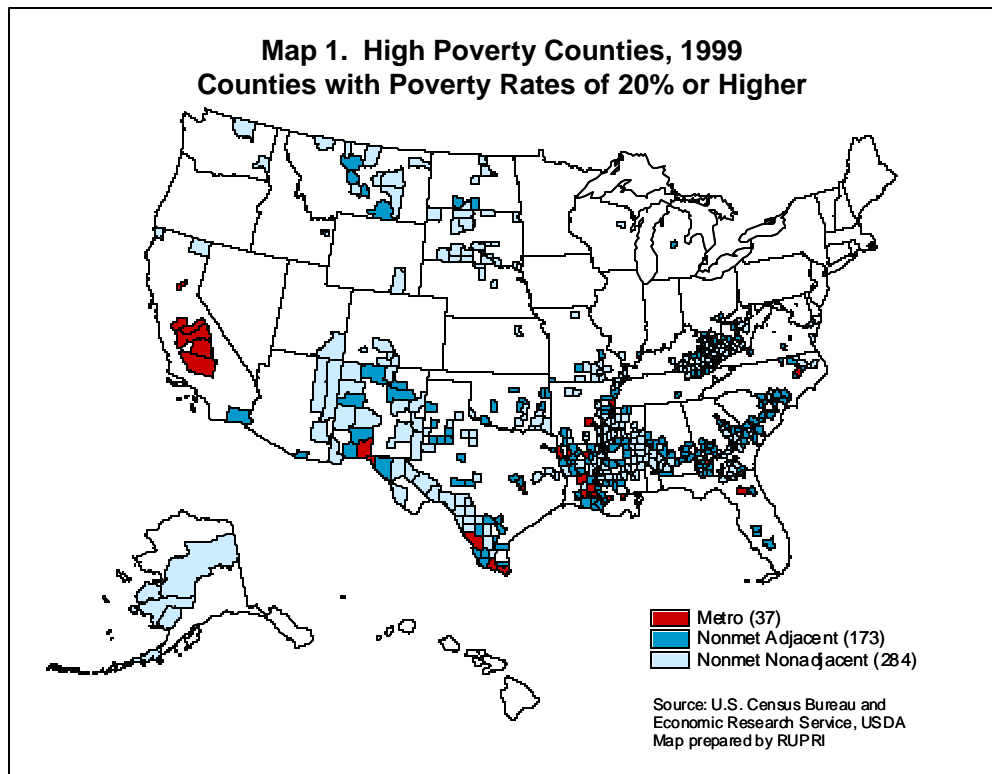 Map 1. High Poverty Counties, 1999
Counties with Poverty Rates of 20% or Higher
Metro (37)
Nonmet Adjacent (173)
Nonmet Nonadjacent (284)
Source: U.S. Census Bureau and
Economic Research Service, USDA
Map prepared by RUPRI